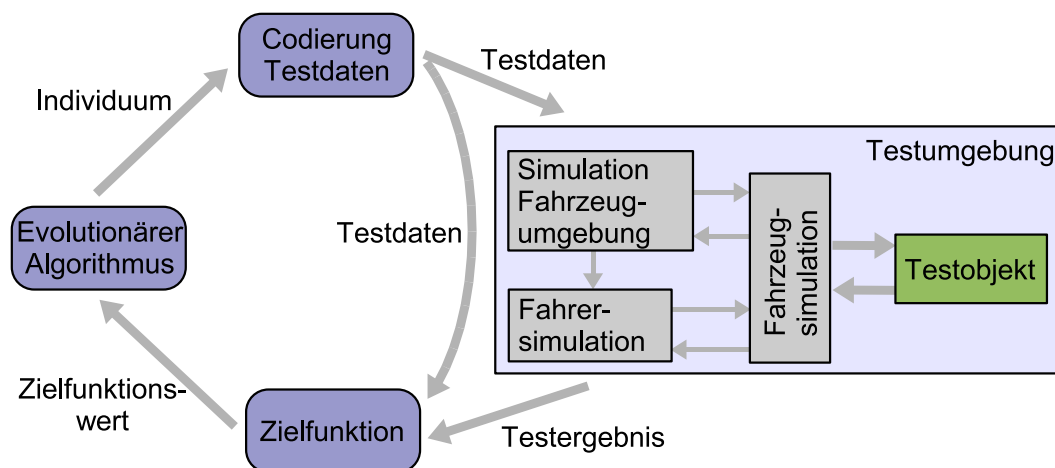 Codierung
Testdaten
Testdaten
Individuum
Testumgebung
Simulation
Fahrzeug-
umgebung
Fahrzeug-
simulation
Evolutionärer
Algorithmus
Testdaten
Testobjekt
Fahrer-
simulation
Zielfunktions-
wert
Zielfunktion
Testergebnis